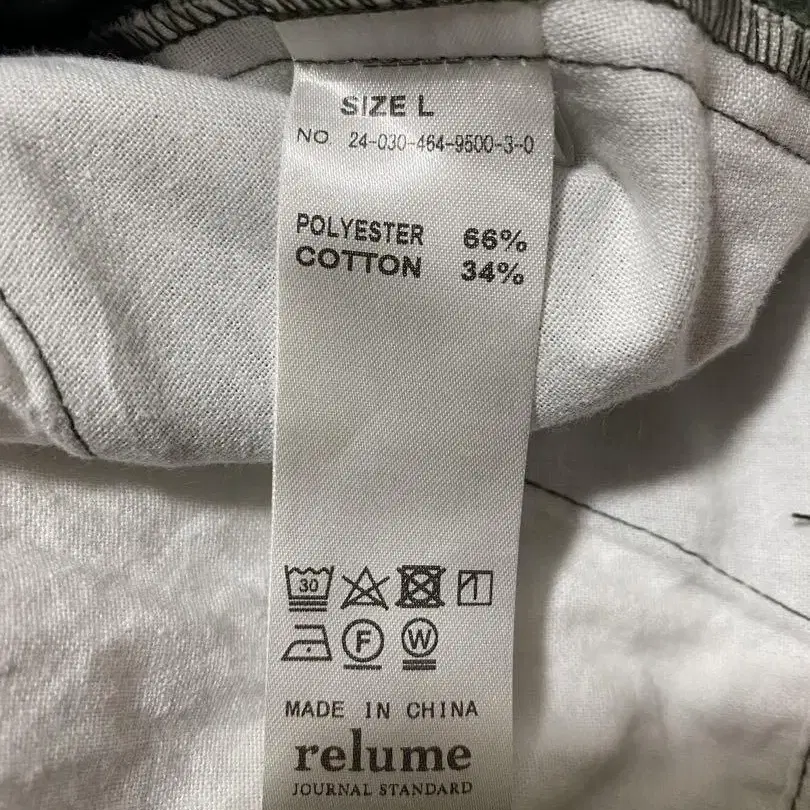 SIZE L
NO 24-030-464-9500-3-0
POLYESTER 66%
COTTON 34%
30
F W
MADE IN CHINA
relume
JOURNAL STANDARD